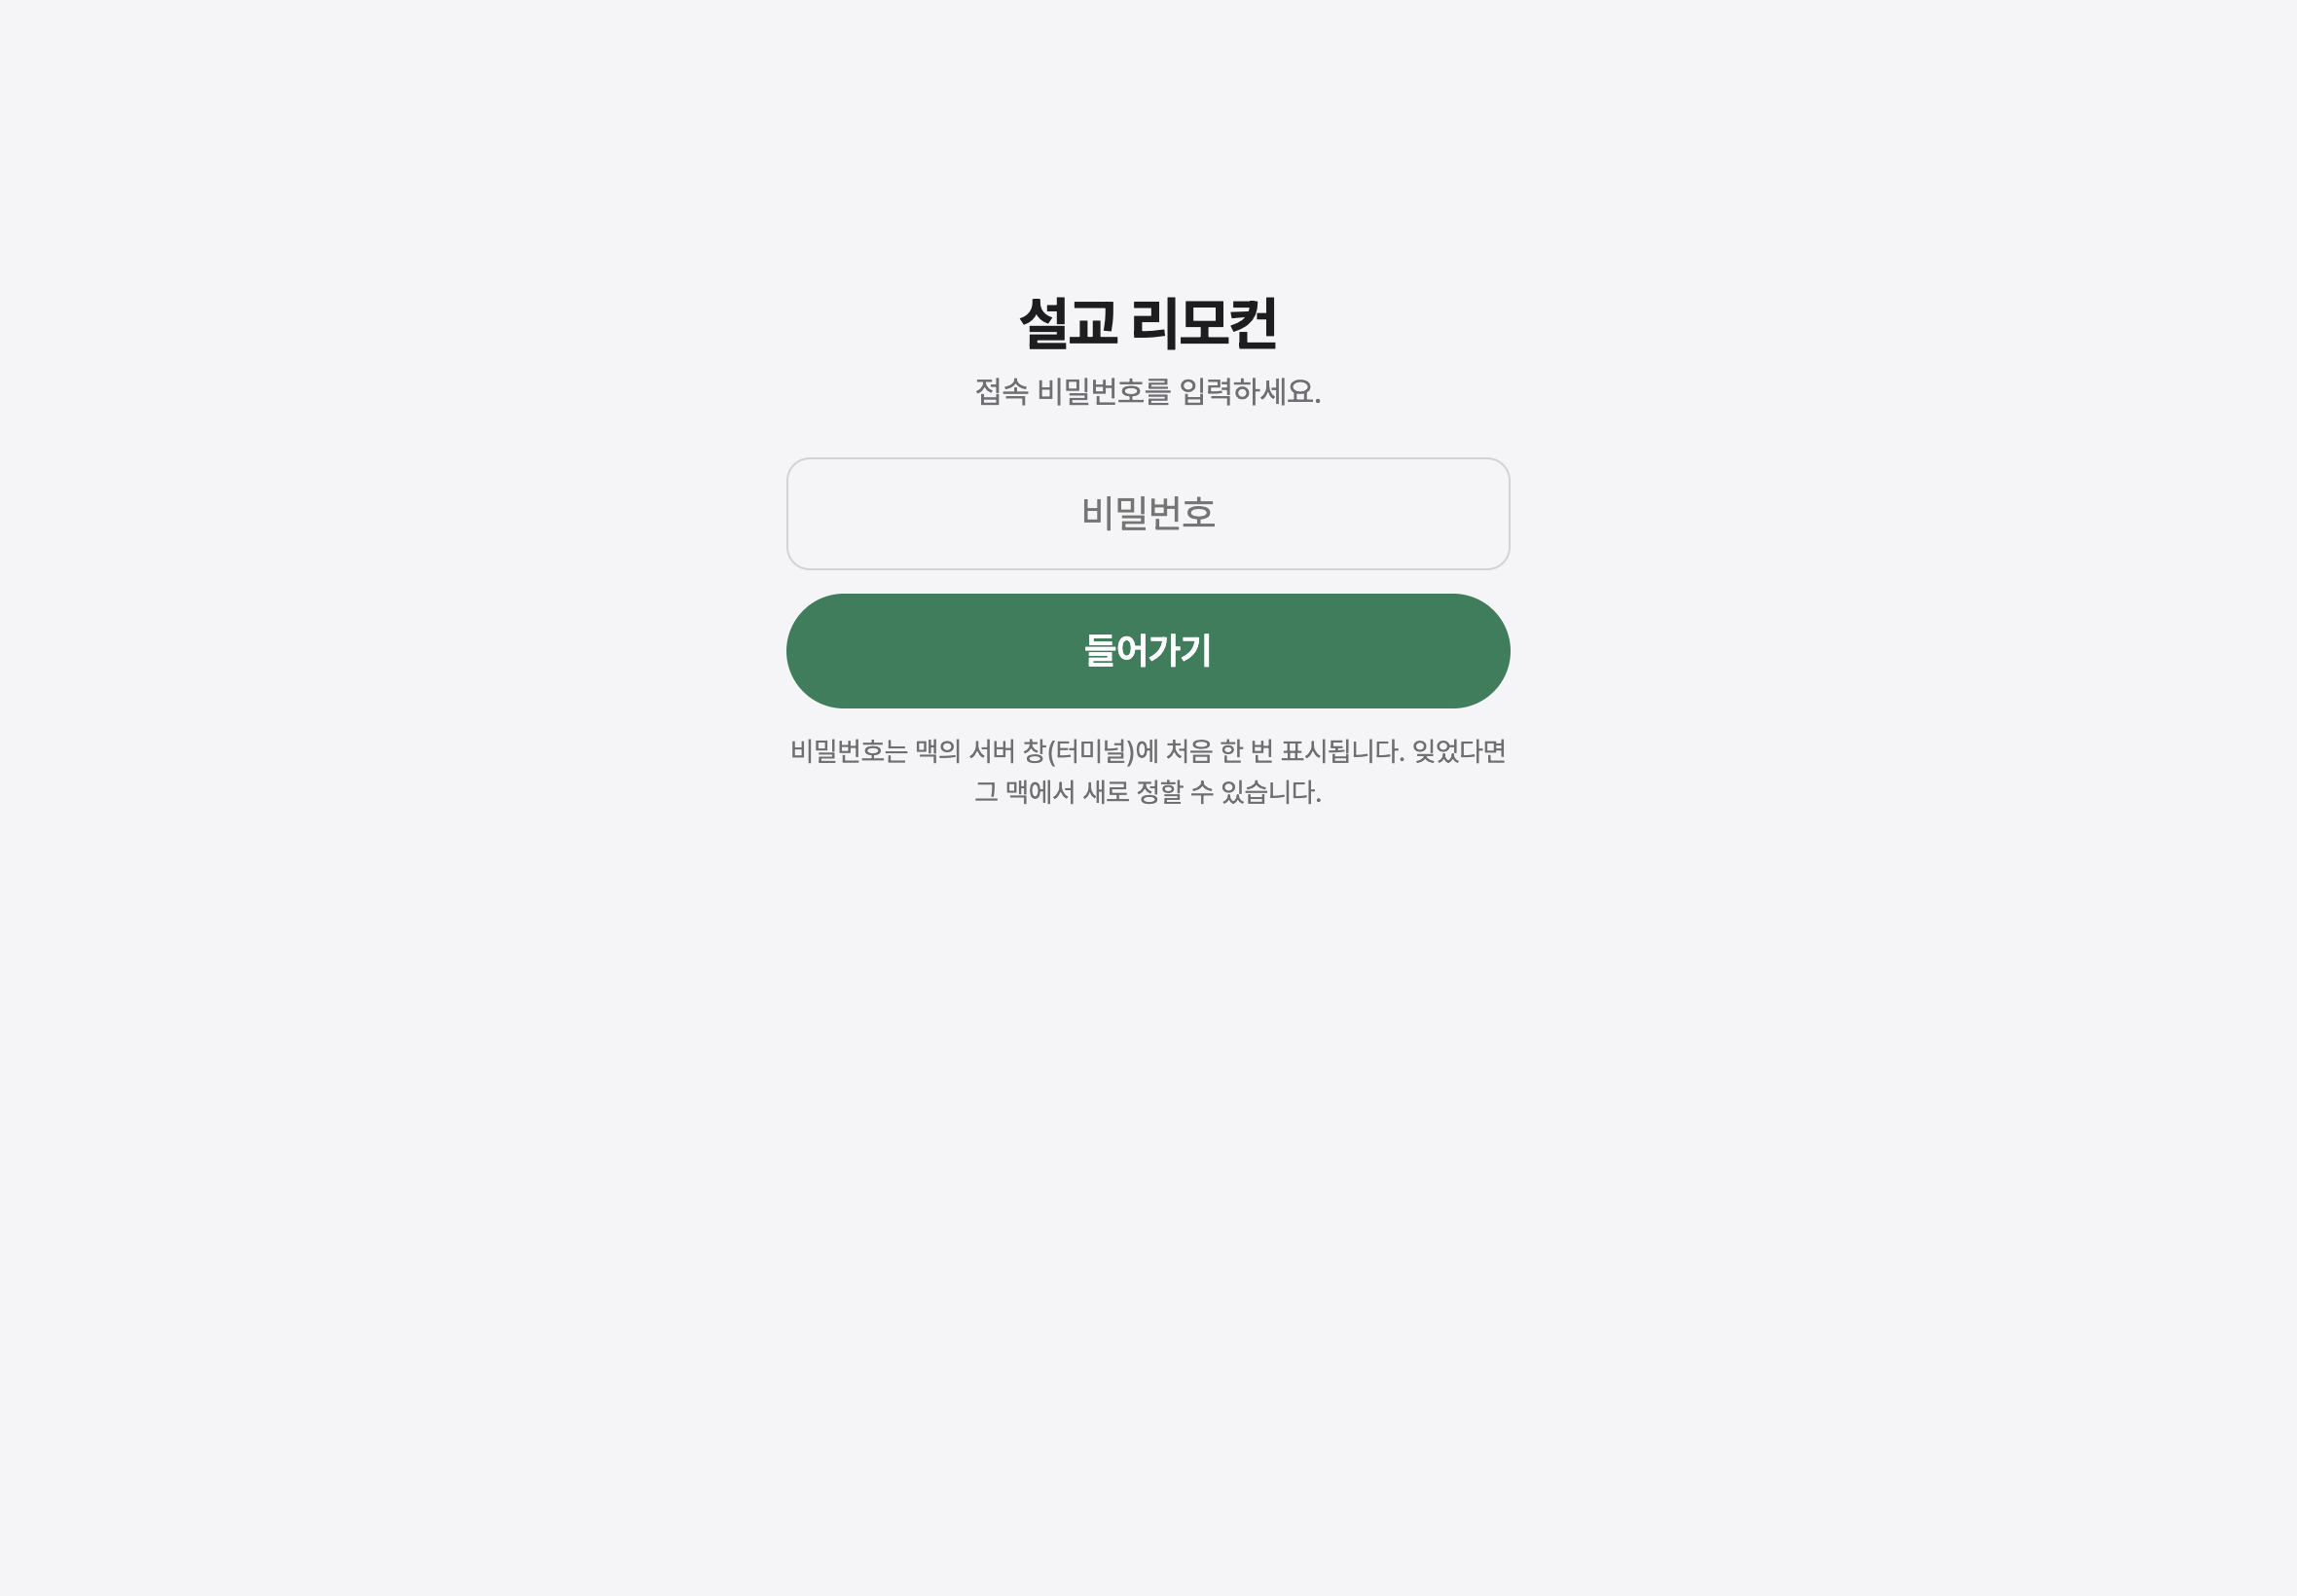 설교 리모컨
접속 비밀번호를 입력하세요.
비밀번호
들어가기
비밀번호는 맥의 서버 창(터미널)에 처음 한 번 표시됩니다. 잊었다면
그 맥에서 새로 정할 수 있습니다.